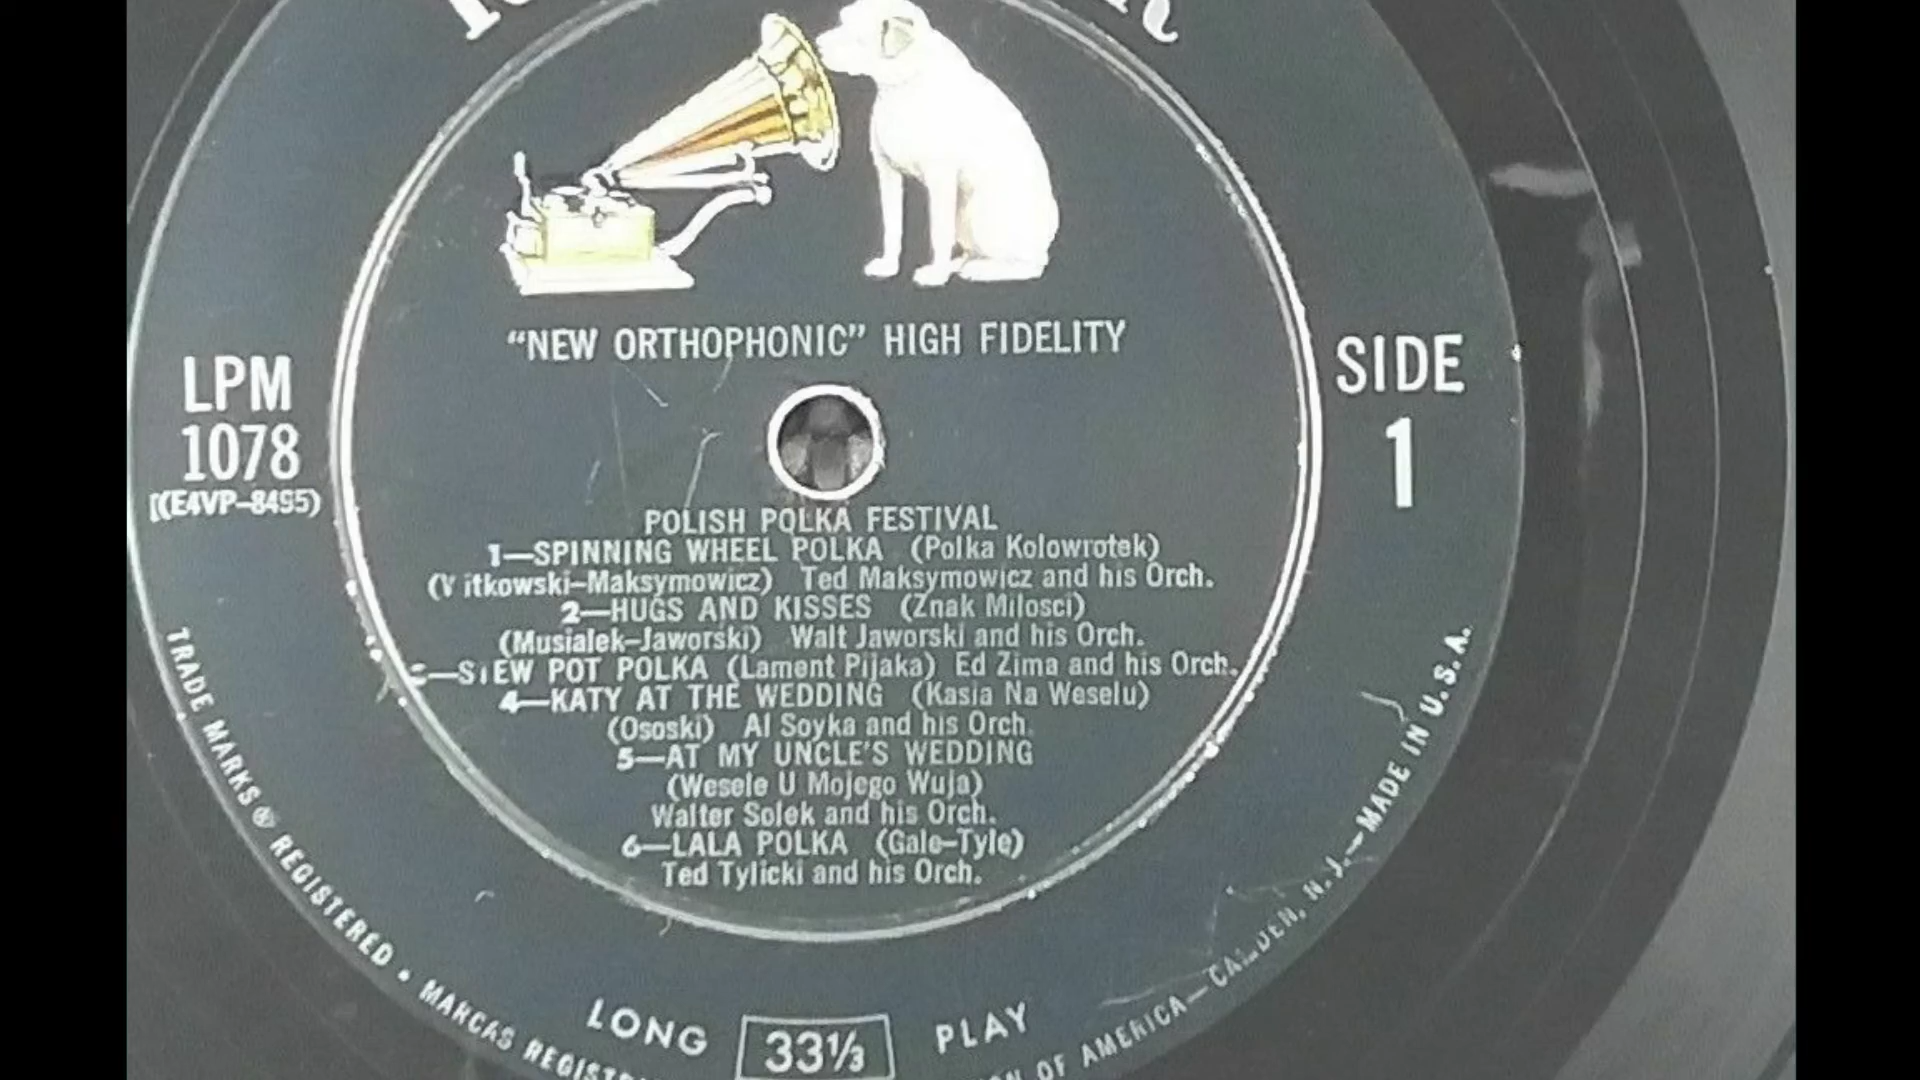 "NEW ORTHOPHONIC" HIGH FIDELITY
LPM
1078
(E4VP-8495)
SIDE
1
POLISH POLKA FESTIVAL
1—SPINNING WHEEL POLKA (Polka Kolowrotek)
(Witkowski-Maksymowicz) Ted Maksymowicz and his Orch.
2—HUGS AND KISSES (Znak Milosci)
(Musialek-Jaworski) Walt Jaworski and his Orch.
STEW POT POLKA (Lament Pijaka) Ed Zima and his Orch.
4—KATY AT THE WEDDING (Kasia Na Weselu)
(Ososki) Al Soyka and his Orch.
5—AT MY UNCLE'S WEDDING
(Wesele U Mojego Wuja)
Walter Solek and his Orch.
6—LALA POLKA (Gale-Tyle)
Ted Tylicki and his Orch.
LONG 33⅓ PLAY
TRADE MARKS ® REGISTERED • MARCAS
OF AMERICA—CAMDEN, N. J.—MADE IN U. S. A.